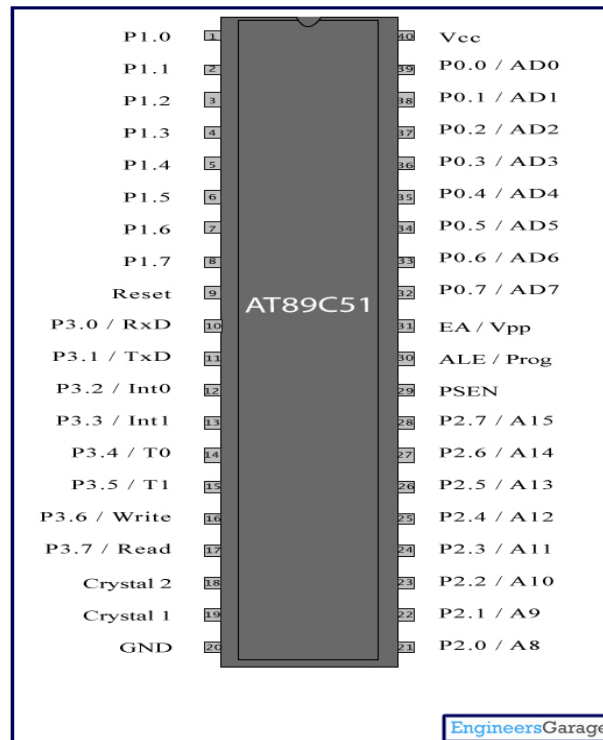 P1.0 1 40 Vcc
P1.1 2 39 P0.0 / AD0
P1.2 3 38 P0.1 / AD1
P1.3 4 37 P0.2 / AD2
P1.4 5 36 P0.3 / AD3
P1.5 6 35 P0.4 / AD4
P1.6 7 34 P0.5 / AD5
P1.7 8 33 P0.6 / AD6
Reset 9 32 P0.7 / AD7
AT89C51
P3.0 / RxD 10 31 EA / Vpp
P3.1 / TxD 11 30 ALE / Prog
P3.2 / Int0 12 29 PSEN
P3.3 / Int1 13 28 P2.7 / A15
P3.4 / T0 14 27 P2.6 / A14
P3.5 / T1 15 26 P2.5 / A13
P3.6 / Write 16 25 P2.4 / A12
P3.7 / Read 17 24 P2.3 / A11
Crystal 2 18 23 P2.2 / A10
Crystal 1 19 22 P2.1 / A9
GND 20 21 P2.0 / A8
EngineersGarage